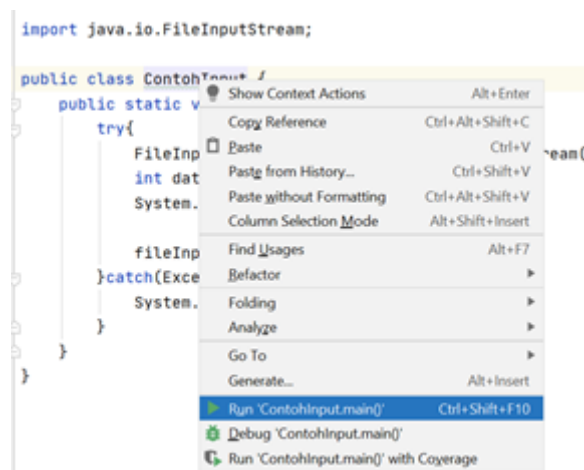 import java.io.FileInputStream;
public class ContohInput {
Show Context Actions Alt+Enter
public static v
Copy Reference Ctrl+Alt+Shift+C
try{
Paste Ctrl+V
FileInp eam(
Paste from History... Ctrl+Shift+V
int dat
Paste without Formatting Ctrl+Alt+Shift+V
System.
Column Selection Mode Alt+Shift+Insert
fileInp
Find Usages Alt+F7
}catch(Exce
Refactor
System.
Folding
}
Analyze
}
Go To
}
Generate... Alt+Insert
Run 'ContohInput.main()' Ctrl+Shift+F10
Debug 'ContohInput.main()'
Run 'ContohInput.main()' with Coverage